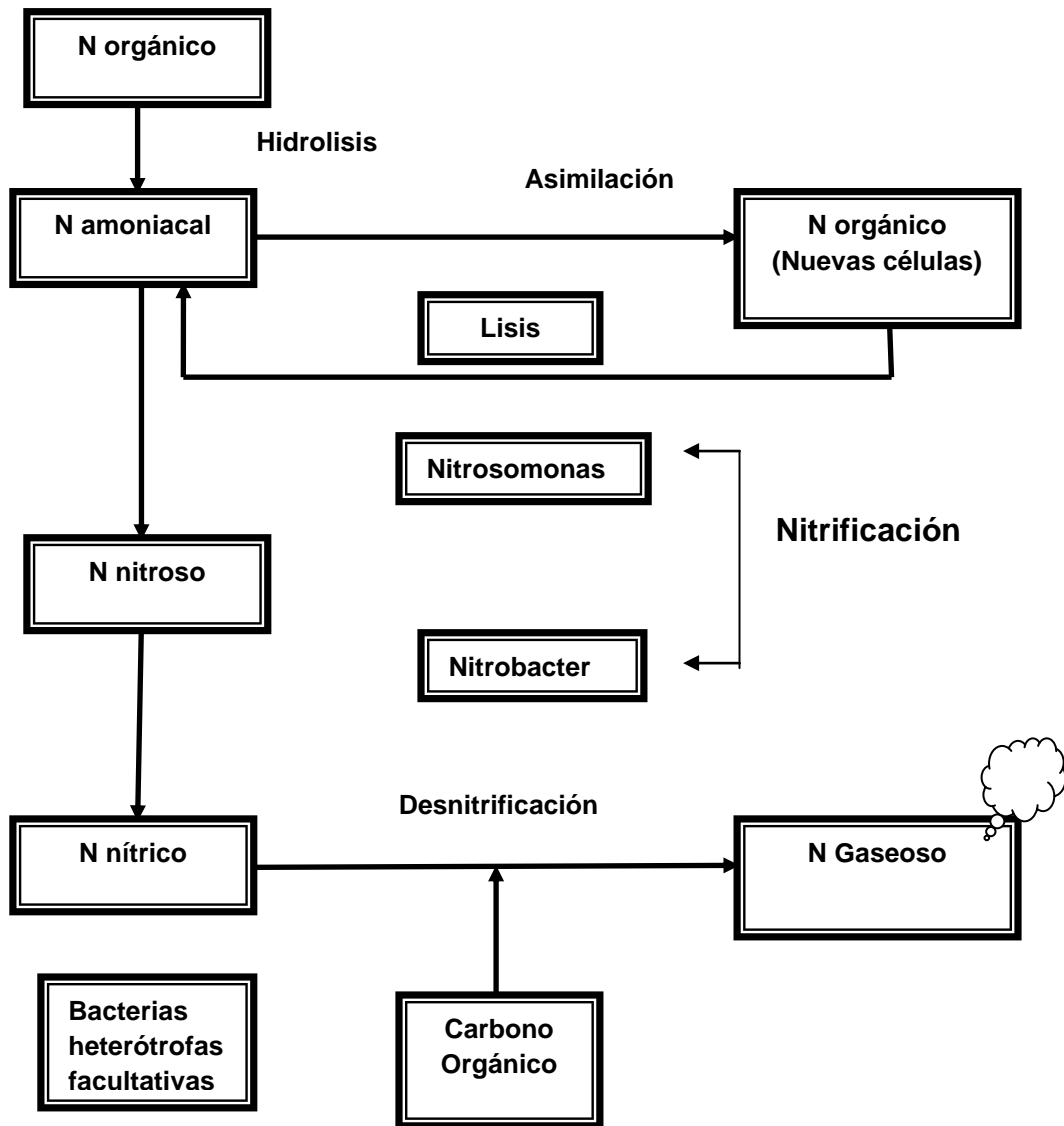 N orgánico
Hidrolisis
Asimilación
N amoniacal
N orgánico
(Nuevas células)
Lisis
Nitrosomonas
Nitrificación
N nitroso
Nitrobacter
Desnitrificación
N nítrico
N Gaseoso
Bacterias
heterótrofas
facultativas
Carbono
Orgánico